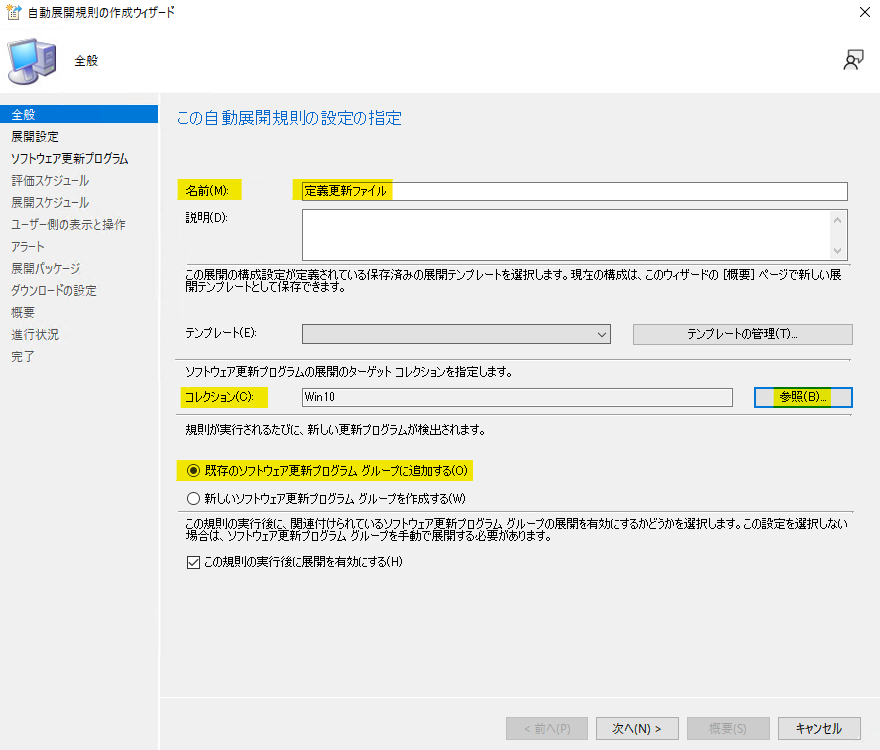 自動展開規則の作成ウィザード
全般
全般
展開設定
ソフトウェア更新プログラム
評価スケジュール
展開スケジュール
ユーザー側の表示と操作
アラート
展開パッケージ
ダウンロードの設定
概要
進行状況
完了
この自動展開規則の設定の指定
名前(M):
定義更新ファイル
説明(D):
この展開の構成設定が定義されている保存済みの展開テンプレートを選択します。現在の構成は、このウィザードの [概要] ページで新しい展
開テンプレートとして保存できます。
テンプレート(E):
テンプレートの管理(T)...
ソフトウェア更新プログラムの展開のターゲット コレクションを指定します。
コレクション(C):
Win10
参照(B)...
規則が実行されるたびに、新しい更新プログラムが検出されます。
既存のソフトウェア更新プログラム グループに追加する(O)
新しいソフトウェア更新プログラム グループを作成する(W)
この規則の実行後に、関連付けられているソフトウェア更新プログラム グループの展開を有効にするかどうかを選択します。この設定を選択しない
場合は、ソフトウェア更新プログラム グループを手動で展開する必要があります。
この規則の実行後に展開を有効にする(H)
< 前へ(P)
次へ(N) >
概要(S)
キャンセル